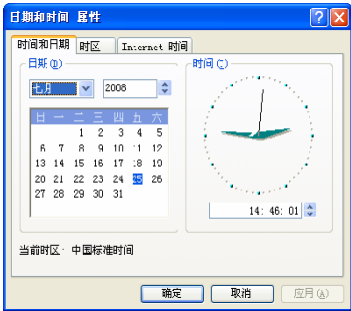 日期和时间 属性
时间和日期 时区 Internet 时间
日期(D)
七月 2008
日 一 二 三 四 五 六
1 2 3 4 5
6 7 8 9 10 11 12
13 14 15 16 17 18 19
20 21 22 23 24 25 26
27 28 29 30 31
时间(T)
14: 46: 01
当前时区: 中国标准时间
确定 取消 应用(A)